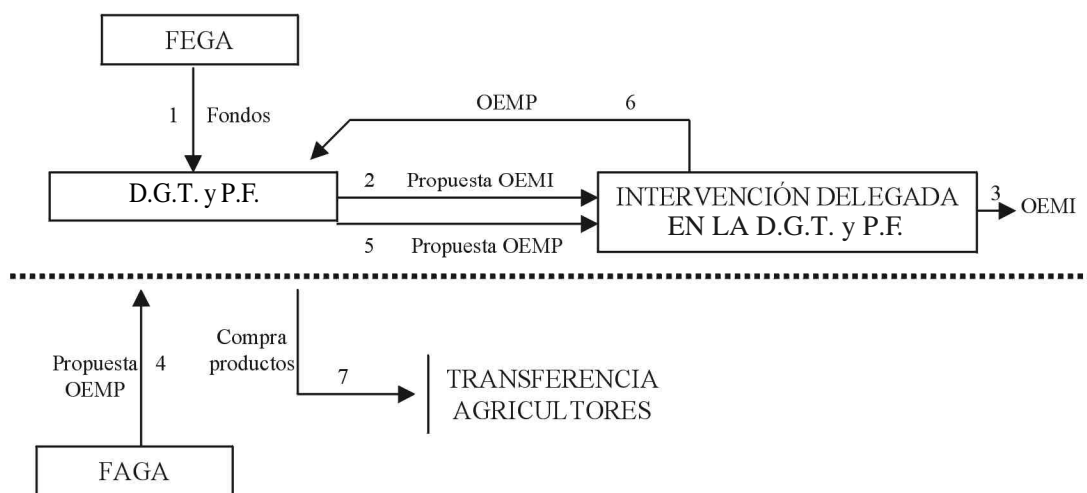 FEGA
OEMP 6
1 Fondos
D.G.T. y P.F.
2 Propuesta OEMI
INTERVENCIÓN DELEGADA
EN LA D.G.T. y P.F.
3
OEMI
5 Propuesta OEMP
Compra
productos
Propuesta
OEMP
4
7
TRANSFERENCIA
AGRICULTORES
FAGA